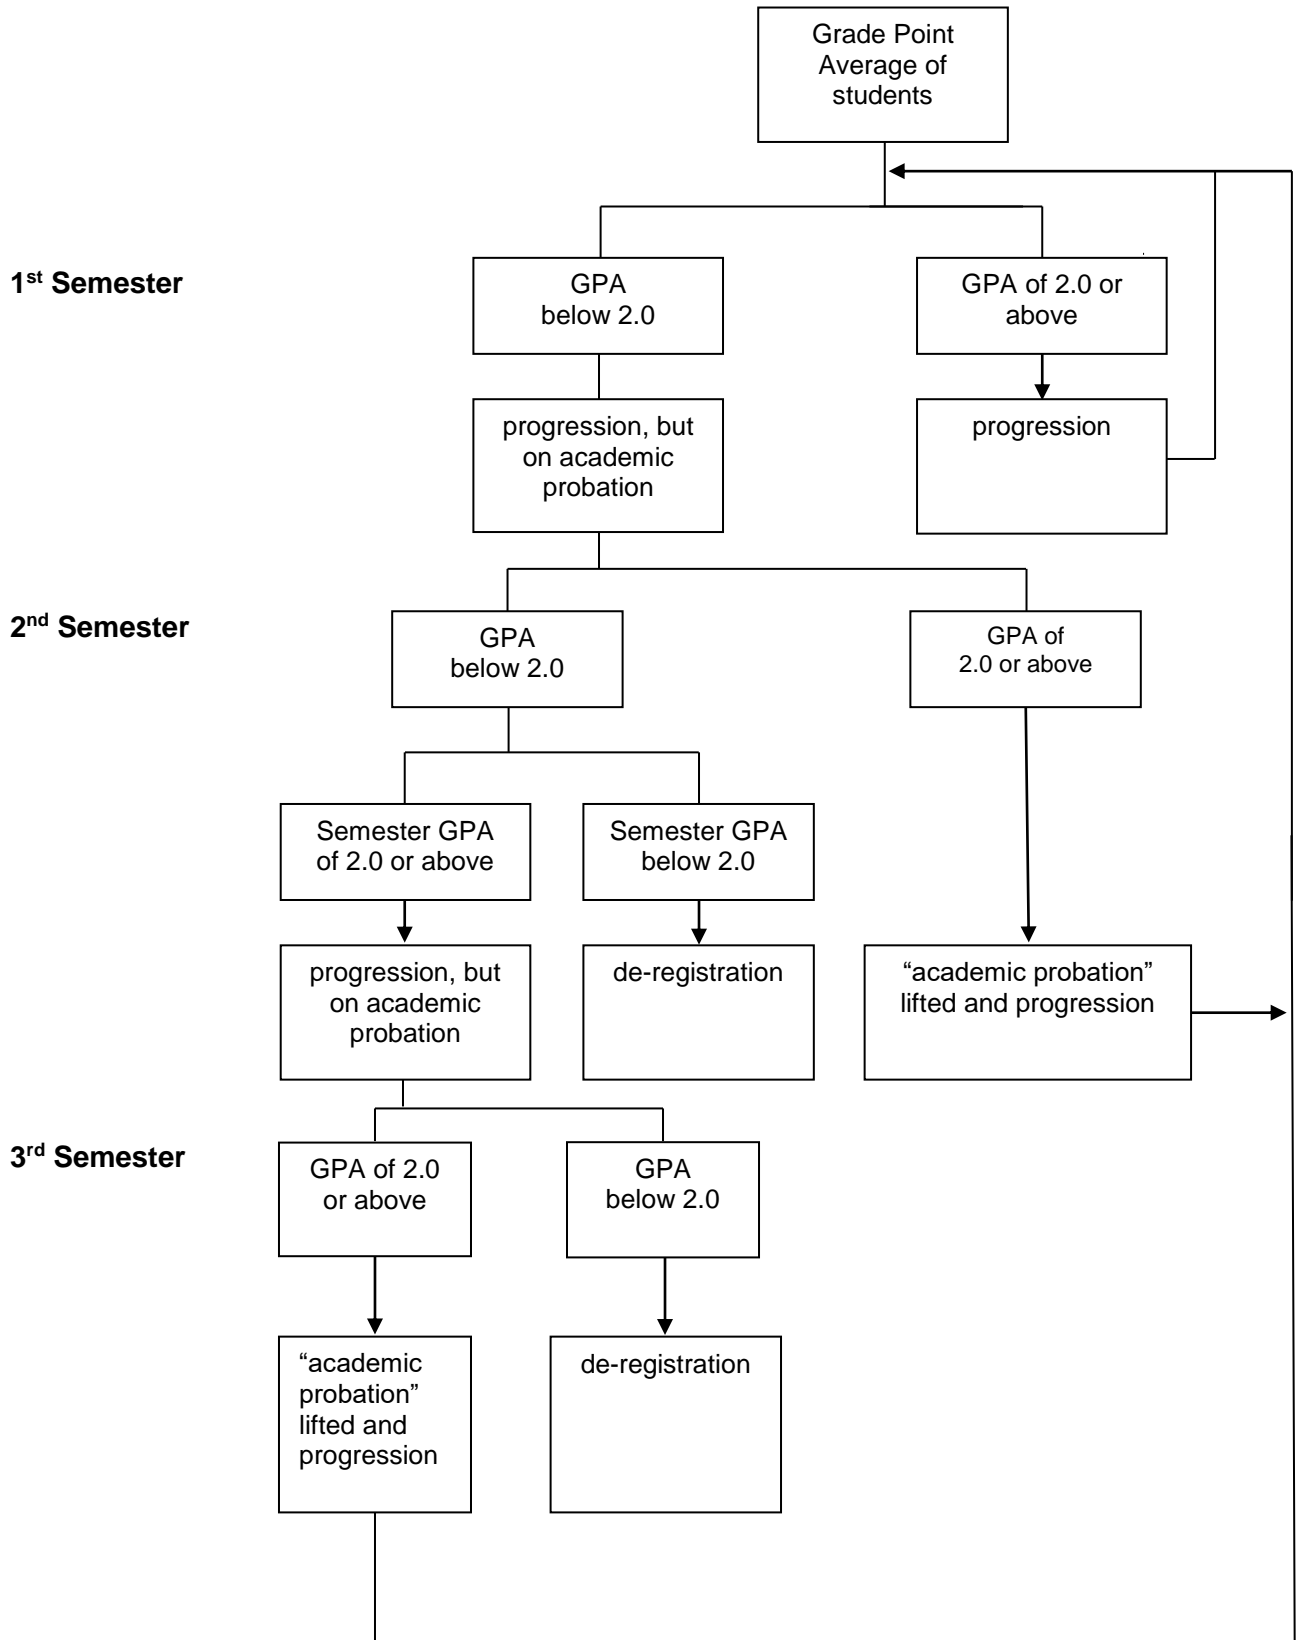 Grade Point
Average of
students
1st Semester
GPA
below 2.0
GPA of 2.0 or
above
progression, but
on academic
probation
progression
2nd Semester
GPA
below 2.0
GPA of
2.0 or above
Semester GPA
of 2.0 or above
Semester GPA
below 2.0
progression, but
on academic
probation
de-registration
“academic probation”
lifted and progression
3rd Semester
GPA of 2.0
or above
GPA
below 2.0
“academic
probation”
lifted and
progression
de-registration